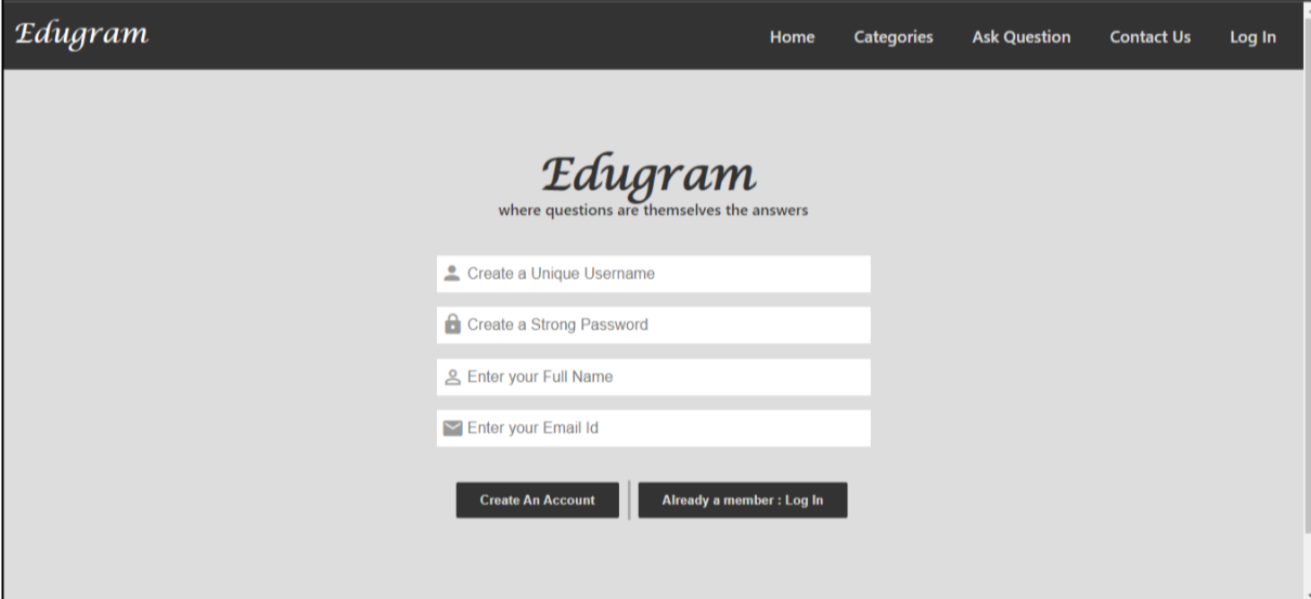 Edugram Home Categories Ask Question Contact Us Log In
Edugram
where questions are themselves the answers
Create a Unique Username
Create a Strong Password
Enter your Full Name
Enter your Email Id
Create An Account Already a member : Log In